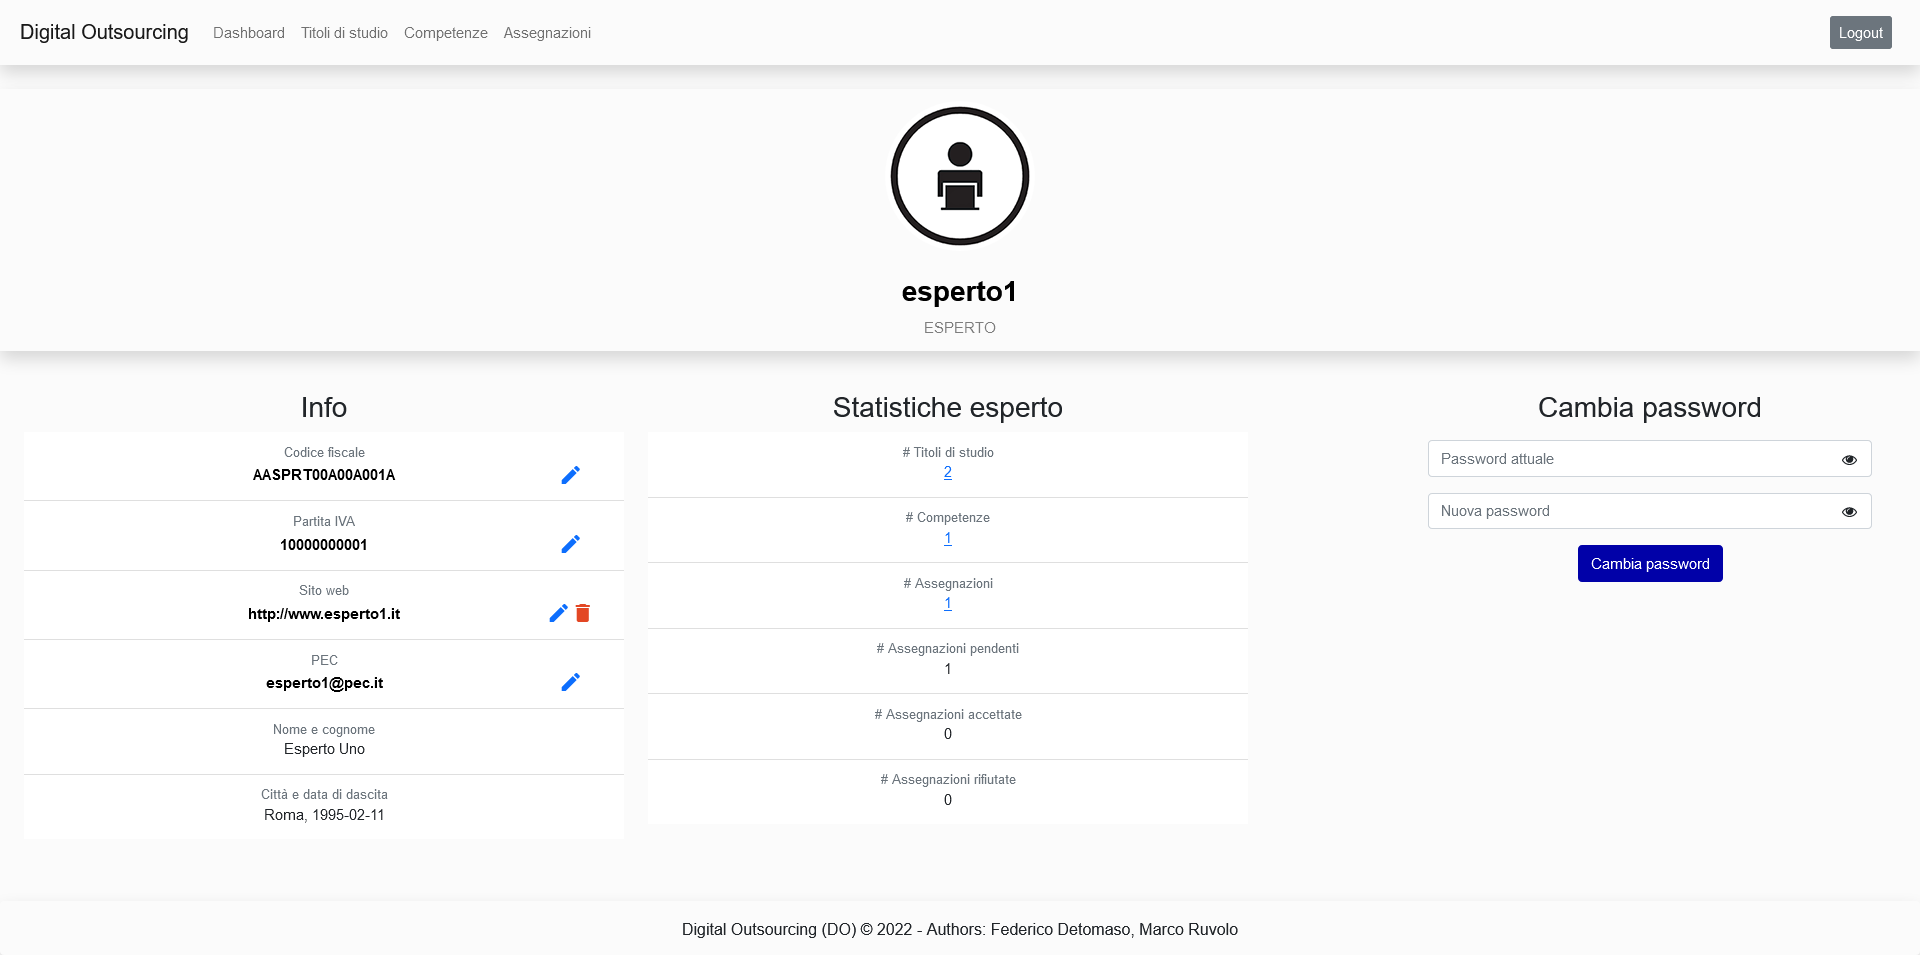 Digital Outsourcing Dashboard Titoli di studio Competenze Assegnazioni Logout
esperto1
ESPERTO
Info
Codice fiscale
AASPRT00A00A001A
Partita IVA
10000000001
Sito web
http://www.esperto1.it
PEC
esperto1@pec.it
Nome e cognome
Esperto Uno
Città e data di dascita
Roma, 1995-02-11
Statistiche esperto
# Titoli di studio
2
# Competenze
1
# Assegnazioni
1
# Assegnazioni pendenti
1
# Assegnazioni accettate
0
# Assegnazioni rifiutate
0
Cambia password
Password attuale
Nuova password
Cambia password
Digital Outsourcing (DO) © 2022 - Authors: Federico Detomaso, Marco Ruvolo